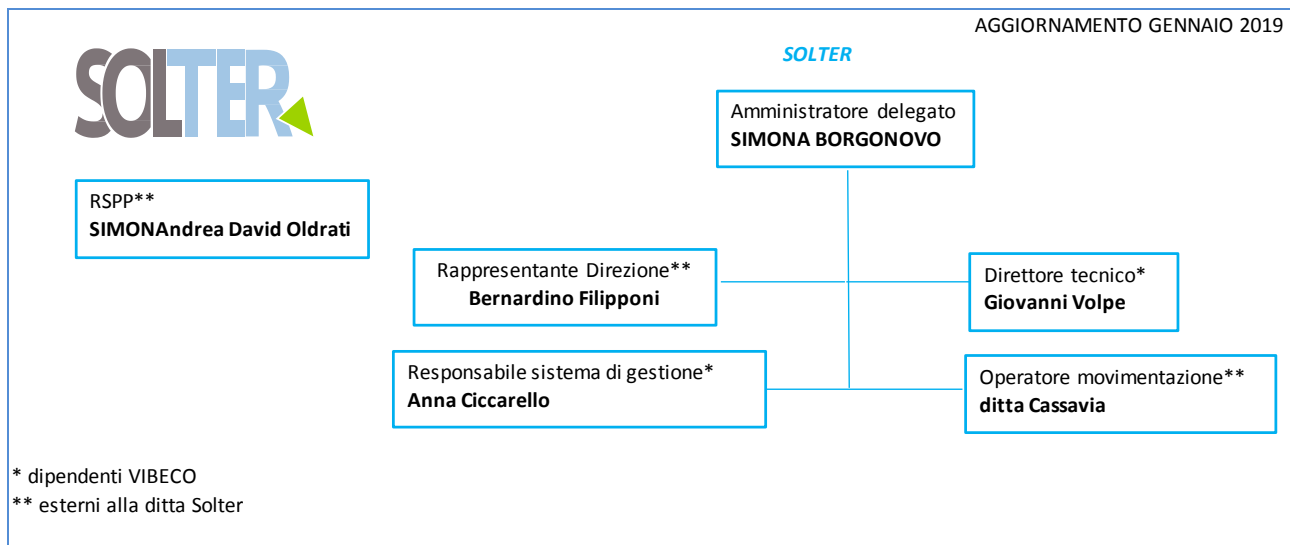 AGGIORNAMENTO GENNAIO 2019
SOLTER
SOLTER
Amministratore delegato
SIMONA BORGONOVO
RSPP**
SIMONAndrea David Oldrati
Rappresentante Direzione**
Bernardino Filipponi
Direttore tecnico*
Giovanni Volpe
Responsabile sistema di gestione*
Anna Ciccarello
Operatore movimentazione**
ditta Cassavia
* dipendenti VIBECO
** esterni alla ditta Solter